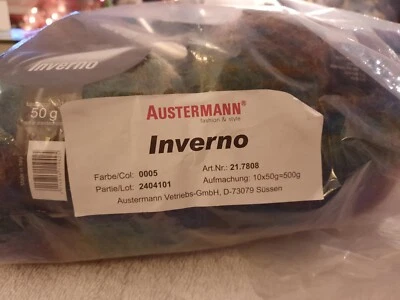 Inverno
50 g
AUSTERMANN®
fashion & style
Inverno
Farbe/Col: 0005 Art.Nr.: 21.7808
Partie/Lot: 2404101 Aufmachung: 10x50g=500g
Austermann Vetriebs-GmbH, D-73079 Süssen